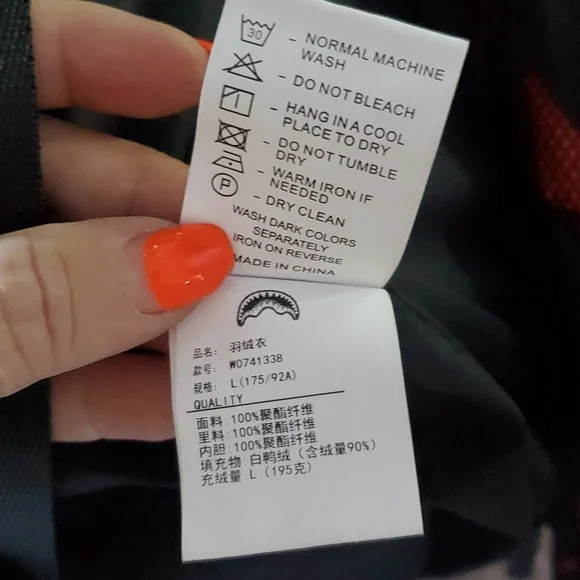 30
- NORMAL MACHINE
WASH
- DO NOT BLEACH
- HANG IN A COOL
PLACE TO DRY
- DO NOT TUMBLE
DRY
- WARM IRON IF
NEEDED
P
- DRY CLEAN
WASH DARK COLORS
SEPARATELY
IRON ON REVERSE
MADE IN CHINA
品名: 羽绒衣
款号: W0741338
规格: L(175/92A)
QUALITY
面料:100%聚酯纤维
里料:100%聚酯纤维
内胆:100%聚酯纤维
填充物:白鸭绒(含绒量90%)
充绒量:L(195克)